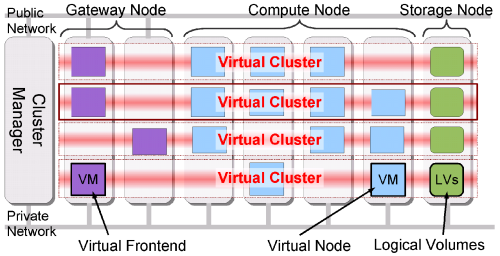 Gateway Node
Compute Node
Storage Node
Public
Network
Cluster
Manager
Virtual Cluster
Virtual Cluster
Virtual Cluster
Virtual Cluster
VM
VM
LVs
Private
Network
Virtual Frontend
Virtual Node
Logical Volumes